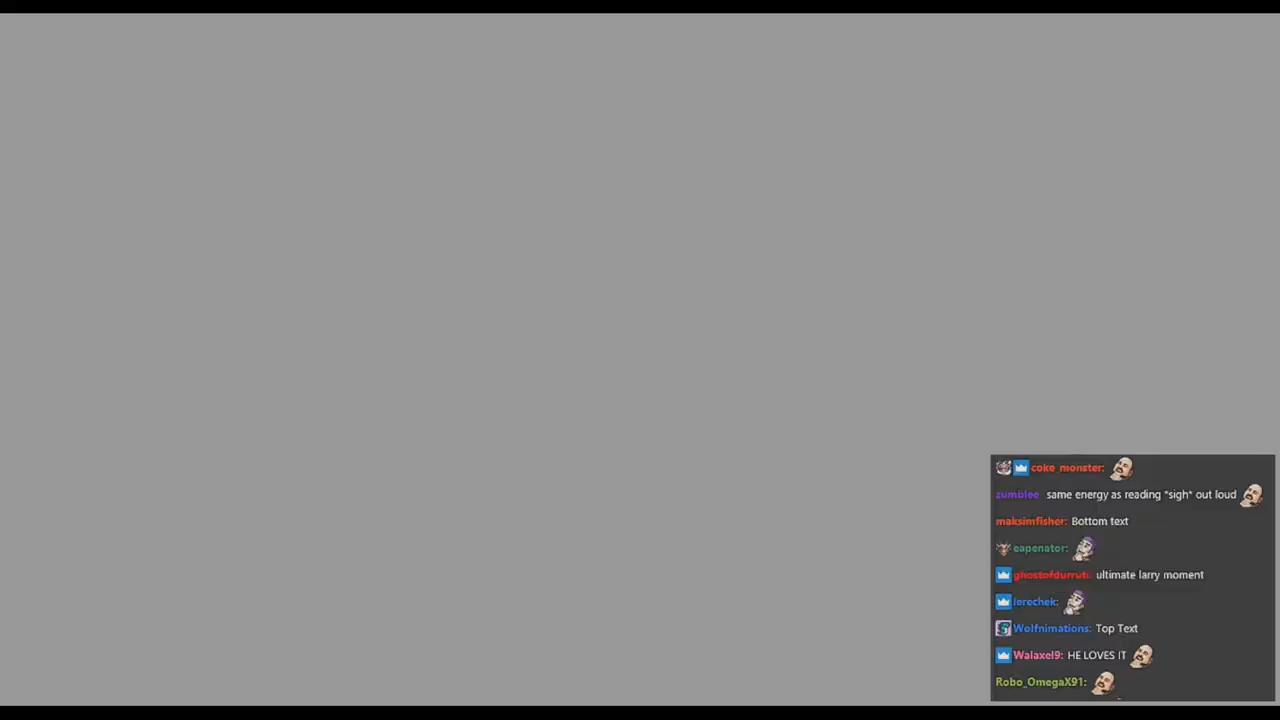 coke_monster:
zumblee same energy as reading *sigh* out loud
maksimfisher: Bottom text
eapenator:
ghostofdurruti: ultimate larry moment
lerechek:
Wolfnimations: Top Text
Walaxel9: HE LOVES IT
Robo_OmegaX91: